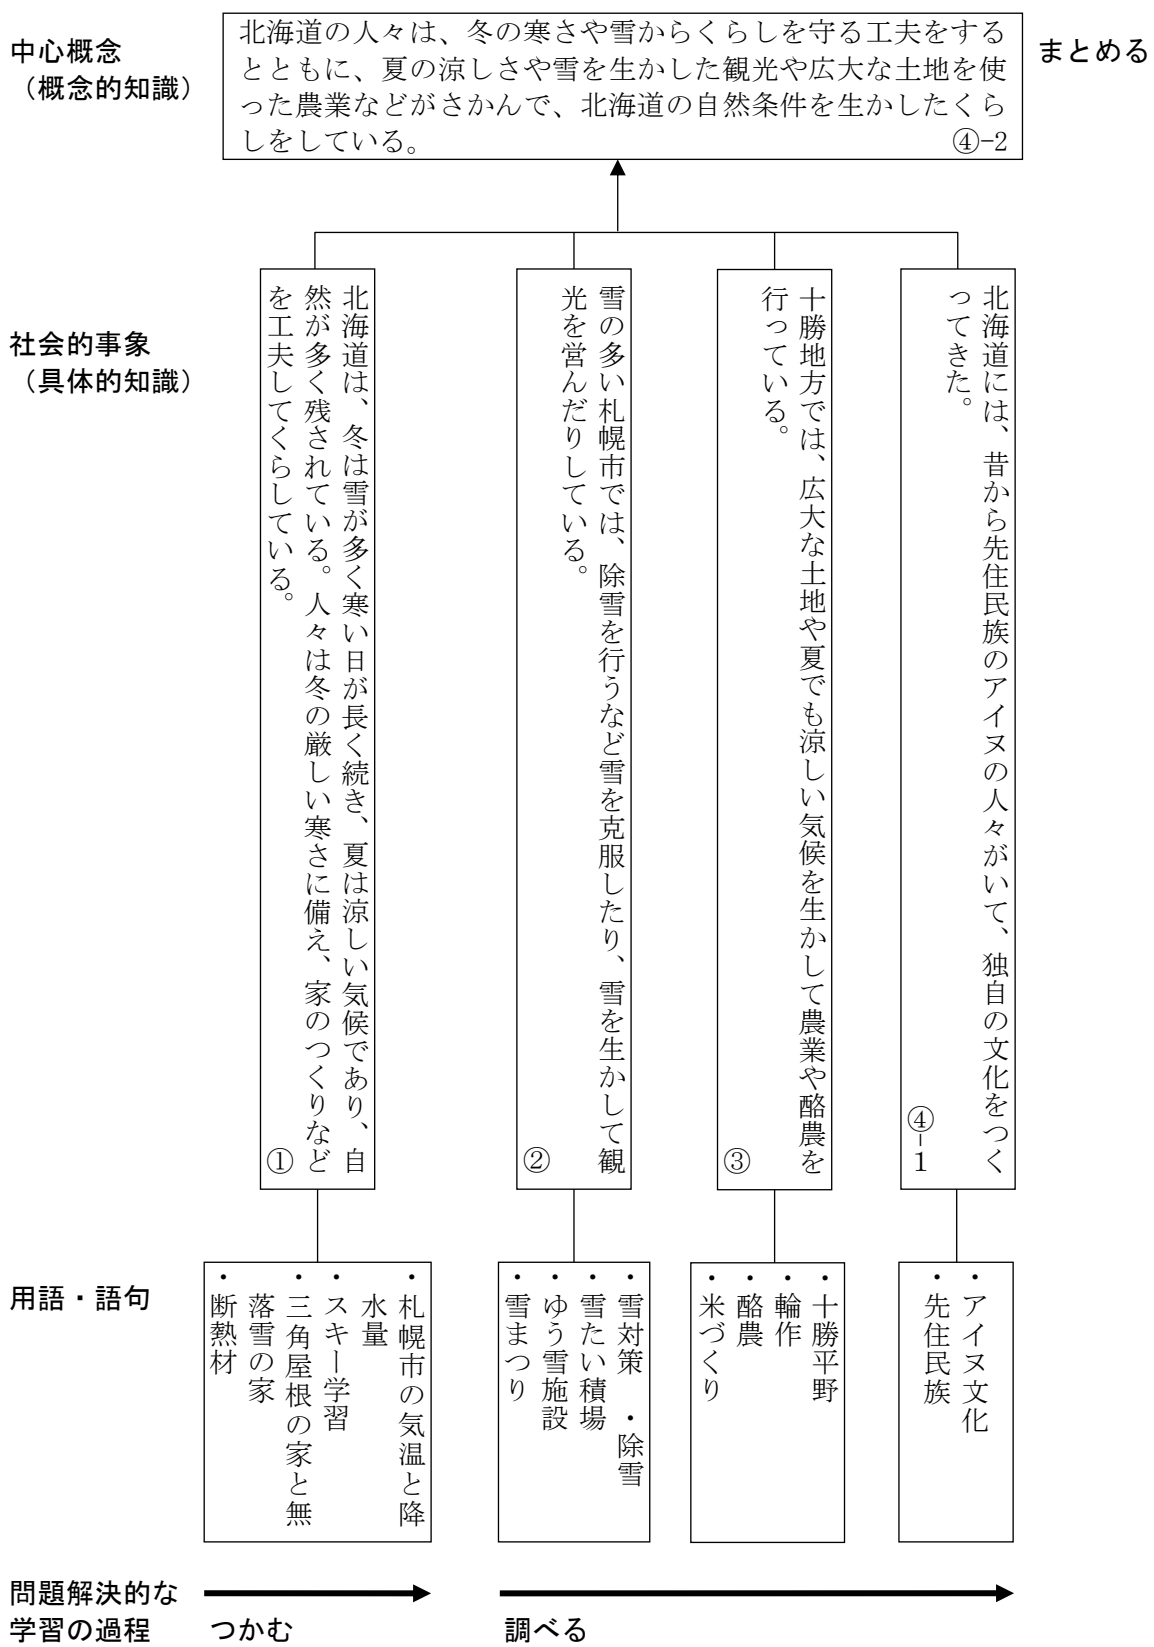 中心概念
（概念的知識）
北海道の人々は、冬の寒さや雪からくらしを守る工夫をする
とともに、夏の涼しさや雪を生かした観光や広大な土地を使
った農業などがさかんで、北海道の自然条件を生かしたくら
しをしている。 ④-2
まとめる
社会的事象
（具体的知識）
北海道は、冬は雪が多く寒い日が長く続き、夏は涼しい気候であり、自
然が多く残されている。人々は冬の厳しい寒さに備え、家のつくりなど
を工夫してくらしている。 ①
雪の多い札幌市では、除雪を行うなど雪を克服したり、雪を生かして観
光を営んだりしている。 ②
十勝地方では、広大な土地や夏でも涼しい気候を生かして農業や酪農を
行っている。 ③
北海道には、昔から先住民族のアイヌの人々がいて、独自の文化をつく
ってきた。 ④-1
用語・語句
・札幌市の気温と降
水量
・スキー学習
・三角屋根の家と無
落雪の家
・断熱材
・雪対策 ・除雪
・雪たい積場
・ゆう雪施設
・雪まつり
・十勝平野
・輪作
・酪農
・米づくり
・アイヌ文化
・先住民族
問題解決的な
学習の過程
つかむ
調べる